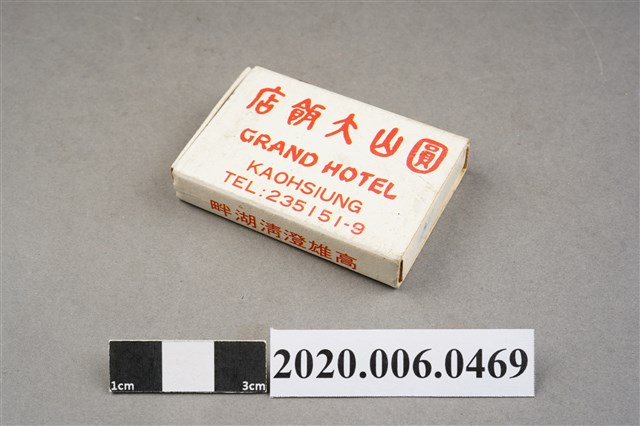 圓山大飯店
GRAND HOTEL
KAOHSIUNG
TEL:235151-9
高雄澄清湖畔
1cm
3cm
2020.006.0469